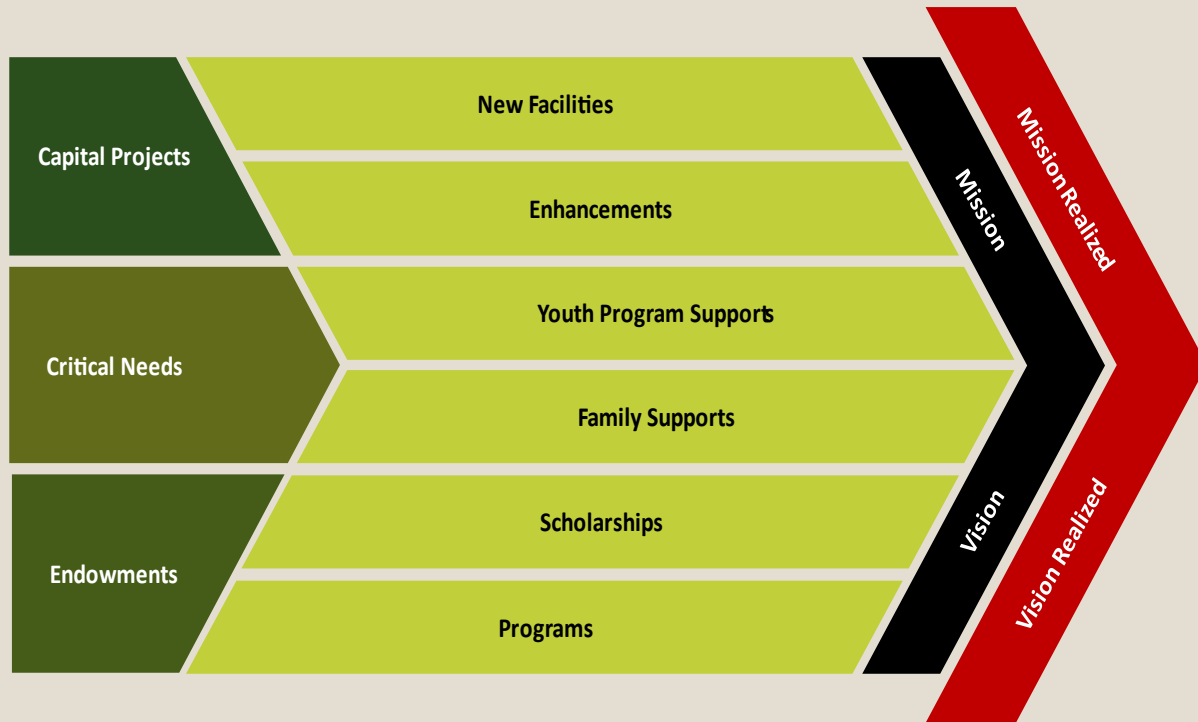 Capital Projects
New Facilities
Enhancements
Critical Needs
Youth Program Supports
Family Supports
Endowments
Scholarships
Programs
Mission
Vision
Mission Realized
Vision Realized